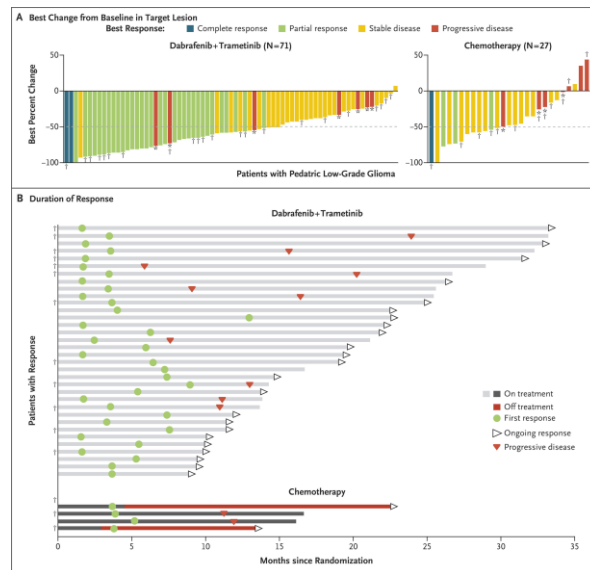 A Best Change from Baseline in Target Lesion
Best Response: Complete response Partial response Stable disease Progressive disease
Dabrafenib+Trametinib (N=71)
Chemotherapy (N=27)
50
0
−50
−100
Best Percent Change
50
0
−50
−100
Patients with Pediatric Low-Grade Glioma
B Duration of Response
Dabrafenib+Trametinib
Patients with Response
On treatment
Off treatment
First response
Ongoing response
Progressive disease
Chemotherapy
0 5 10 15 20 25 30 35
Months since Randomization